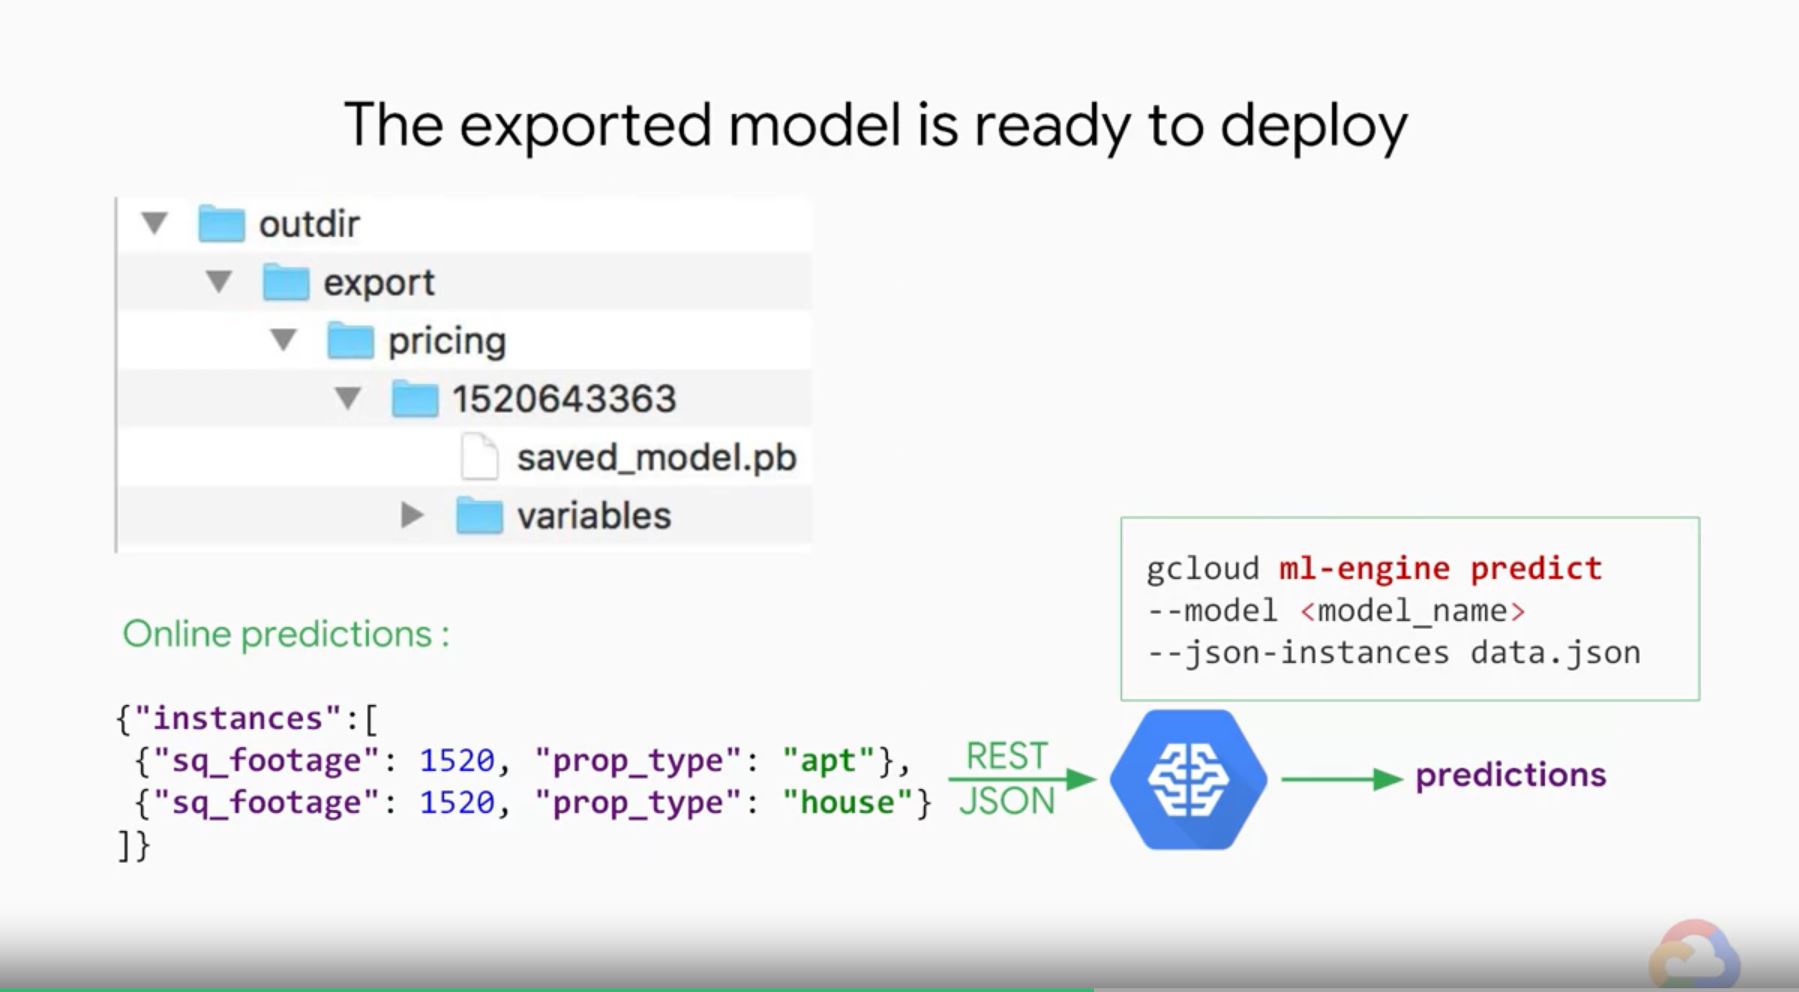 The exported model is ready to deploy
outdir
export
pricing
1520643363
saved_model.pb
variables
Online predictions :
{"instances":[
{"sq_footage": 1520, "prop_type": "apt"},
{"sq_footage": 1520, "prop_type": "house"}
]}
REST
JSON
gcloud ml-engine predict
--model <model_name>
--json-instances data.json
predictions